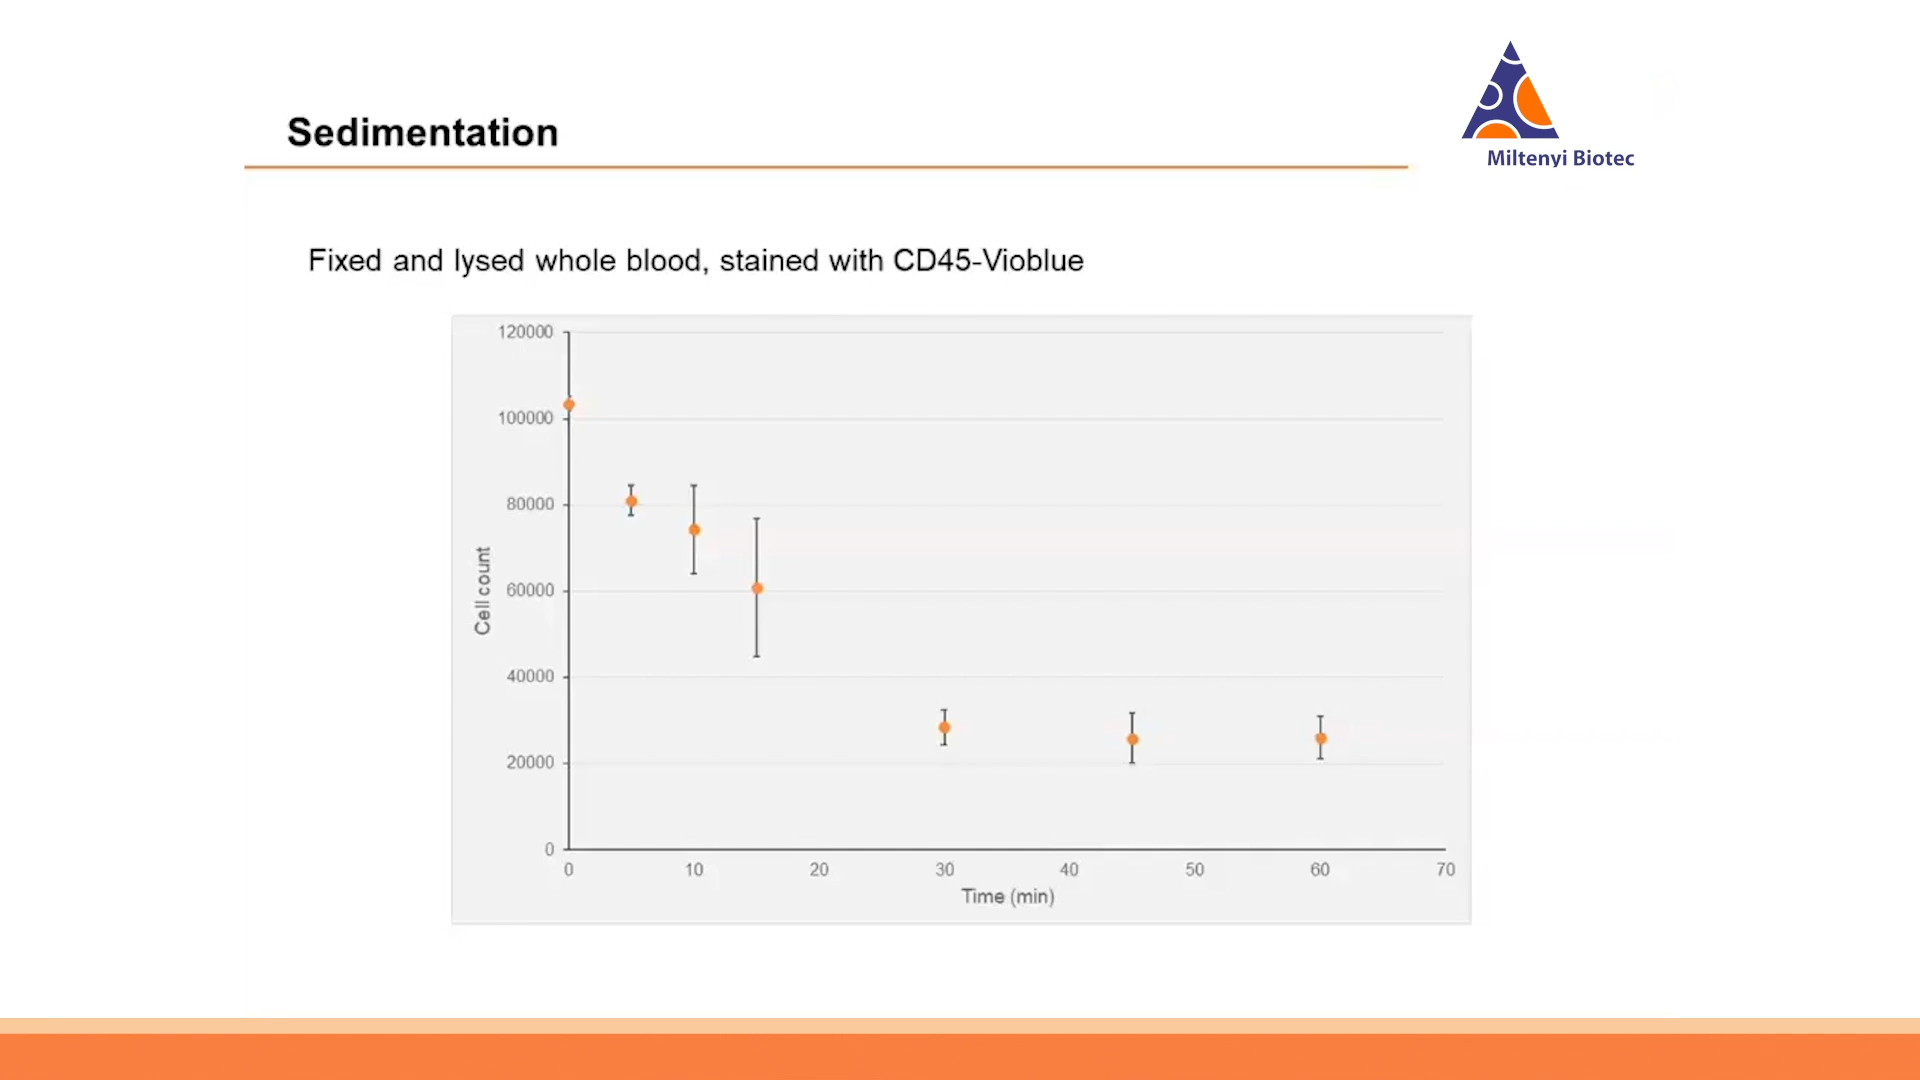 Miltenyi Biotec
Sedimentation
Fixed and lysed whole blood, stained with CD45-Vioblue
120000
100000
80000
60000
40000
20000
0
Cell count
0 10 20 30 40 50 60 70
Time (min)